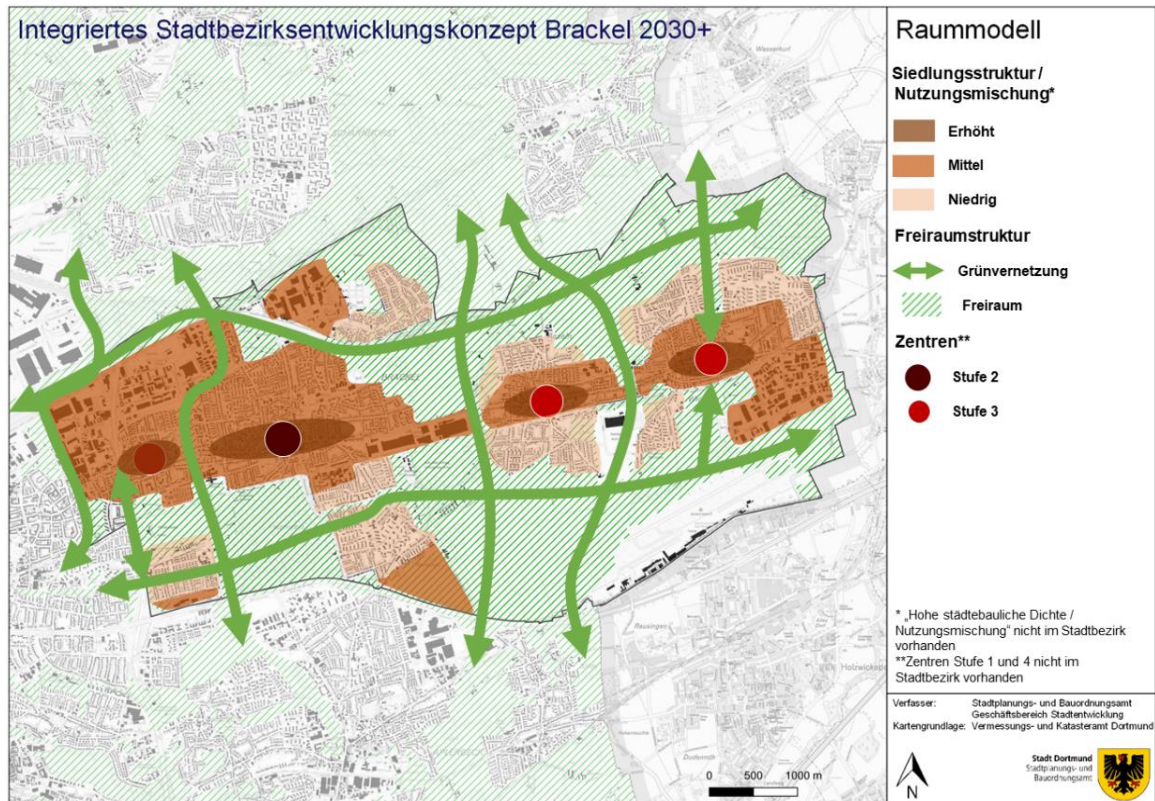 Integriertes Stadtbezirksentwicklungskonzept Brackel 2030+
Raummodell
Siedlungsstruktur /
Nutzungsmischung*
Erhöht
Mittel
Niedrig
Freiraumstruktur
Grünvernetzung
Freiraum
Zentren**
Stufe 2
Stufe 3
* „Hohe städtebauliche Dichte /
Nutzungsmischung“ nicht im Stadtbezirk
vorhanden
**Zentren Stufe 1 und 4 nicht im
Stadtbezirk vorhanden
Verfasser: Stadtplanungs- und Bauordnungsamt
Geschäftsbereich Stadtentwicklung
Kartengrundlage: Vermessungs- und Katasteramt Dortmund
N
Stadt Dortmund
Stadtplanungs- und
Bauordnungsamt
0 500 1000 m